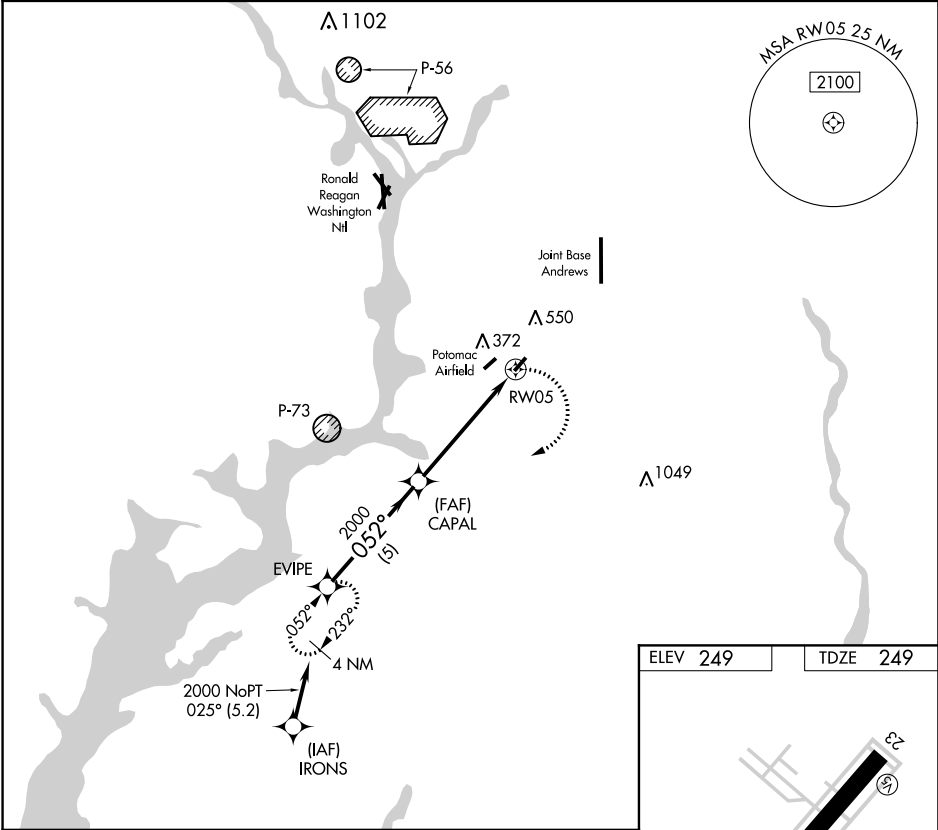 1102
P-56
MSA RW05 25 NM
2100
Ronald
Reagan
Washington
Ntl
Joint Base
Andrews
550
372
Potomac
Airfield
RW05
P-73
1049
(FAF)
CAPAL
2000
052°
(5)
EVIPE
052°
232°
4 NM
2000 NoPT
025° (5.2)
(IAF)
IRONS
ELEV 249
TDZE 249
23
V5